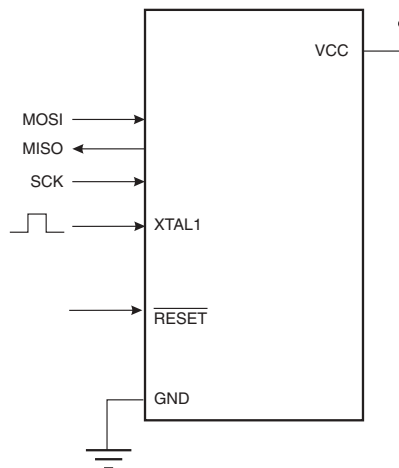 VCC
MOSI
MISO
SCK
XTAL1
RESET
GND